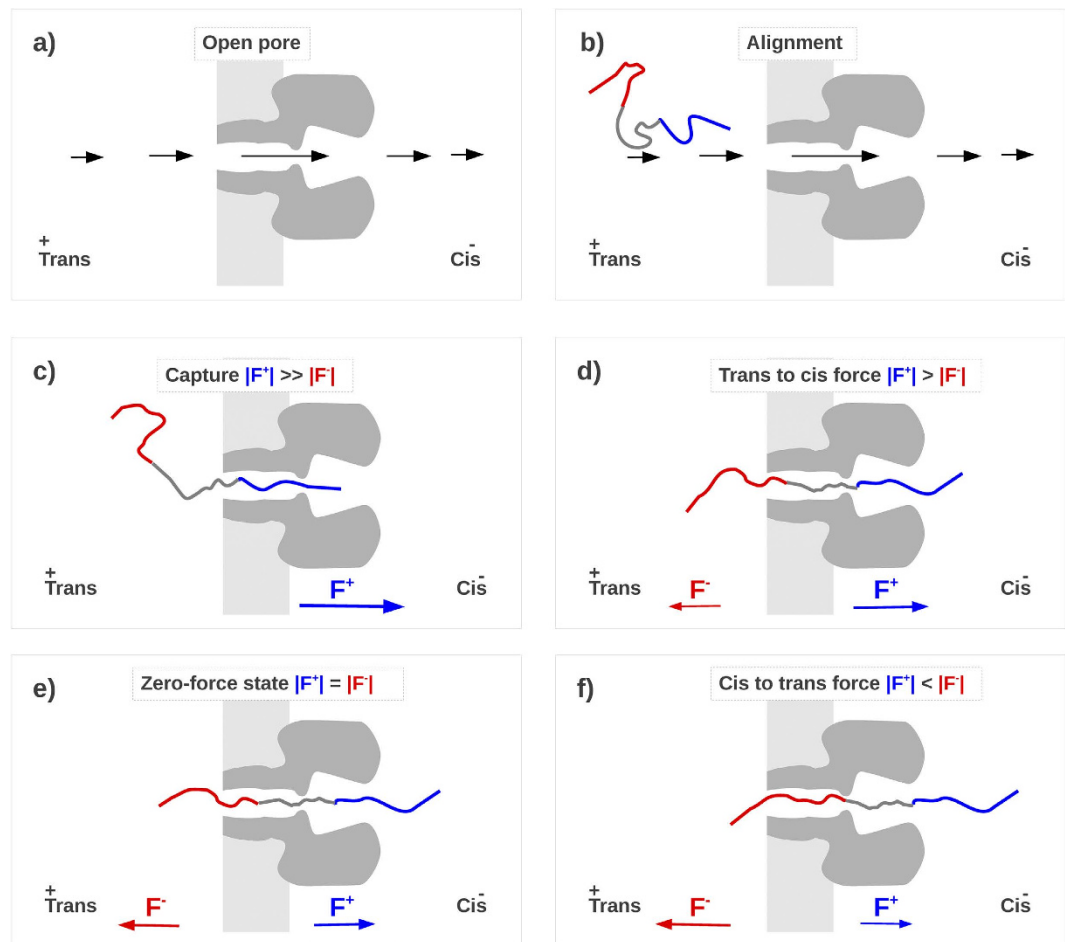 a)
Open pore
+
Trans
-
Cis
b)
Alignment
+
Trans
-
Cis
c)
Capture |F⁺| >> |F⁻|
+
Trans
F⁺
-
Cis
d)
Trans to cis force |F⁺| > |F⁻|
+
Trans
F⁻
F⁺
-
Cis
e)
Zero-force state |F⁺| = |F⁻|
+
Trans
F⁻
F⁺
-
Cis
f)
Cis to trans force |F⁺| < |F⁻|
+
Trans
F⁻
F⁺
-
Cis